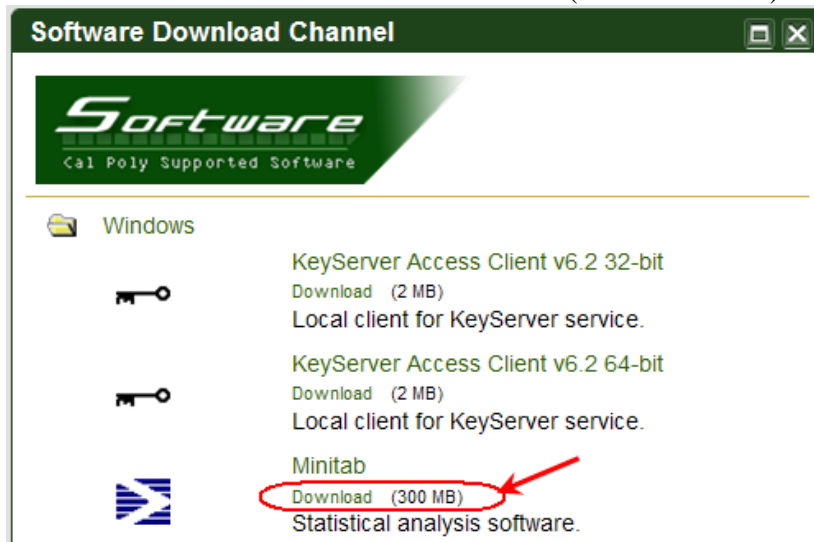 Software Download Channel
Software
Cal Poly Supported Software
Windows
KeyServer Access Client v6.2 32-bit
Download (2 MB)
Local client for KeyServer service.
KeyServer Access Client v6.2 64-bit
Download (2 MB)
Local client for KeyServer service.
Minitab
Download (300 MB)
Statistical analysis software.